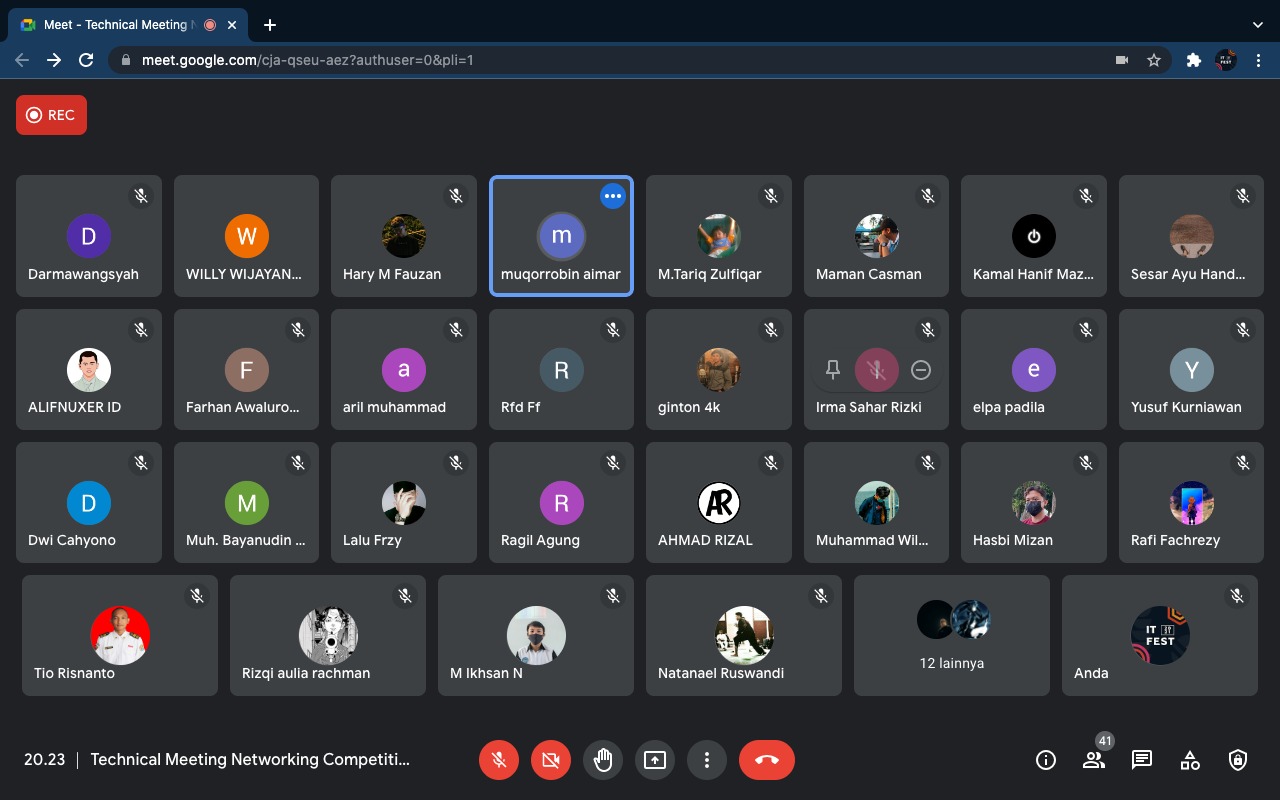 Meet - Technical Meeting
meet.google.com/cja-qseu-aez?authuser=0&pli=1
REC
D
W
m
Darmawangsyah
WILLY WIJAYAN...
Hary M Fauzan
muqorrobin aimar
M.Tariq Zulfiqar
Maman Casman
Kamal Hanif Maz...
Sesar Ayu Hand...
F
a
R
e
Y
ALIFNUXER ID
Farhan Awaluro...
aril muhammad
Rfd Ff
ginton 4k
Irma Sahar Rizki
elpa padila
Yusuf Kurniawan
D
M
R
AR
Dwi Cahyono
Muh. Bayanudin ...
Lalu Frzy
Ragil Agung
AHMAD RIZAL
Muhammad Wil...
Hasbi Mizan
Rafi Fachrezy
IT
FEST
Tio Risnanto
Rizqi aulia rachman
M Ikhsan N
Natanael Ruswandi
12 lainnya
Anda
20.23
Technical Meeting Networking Competiti...
41